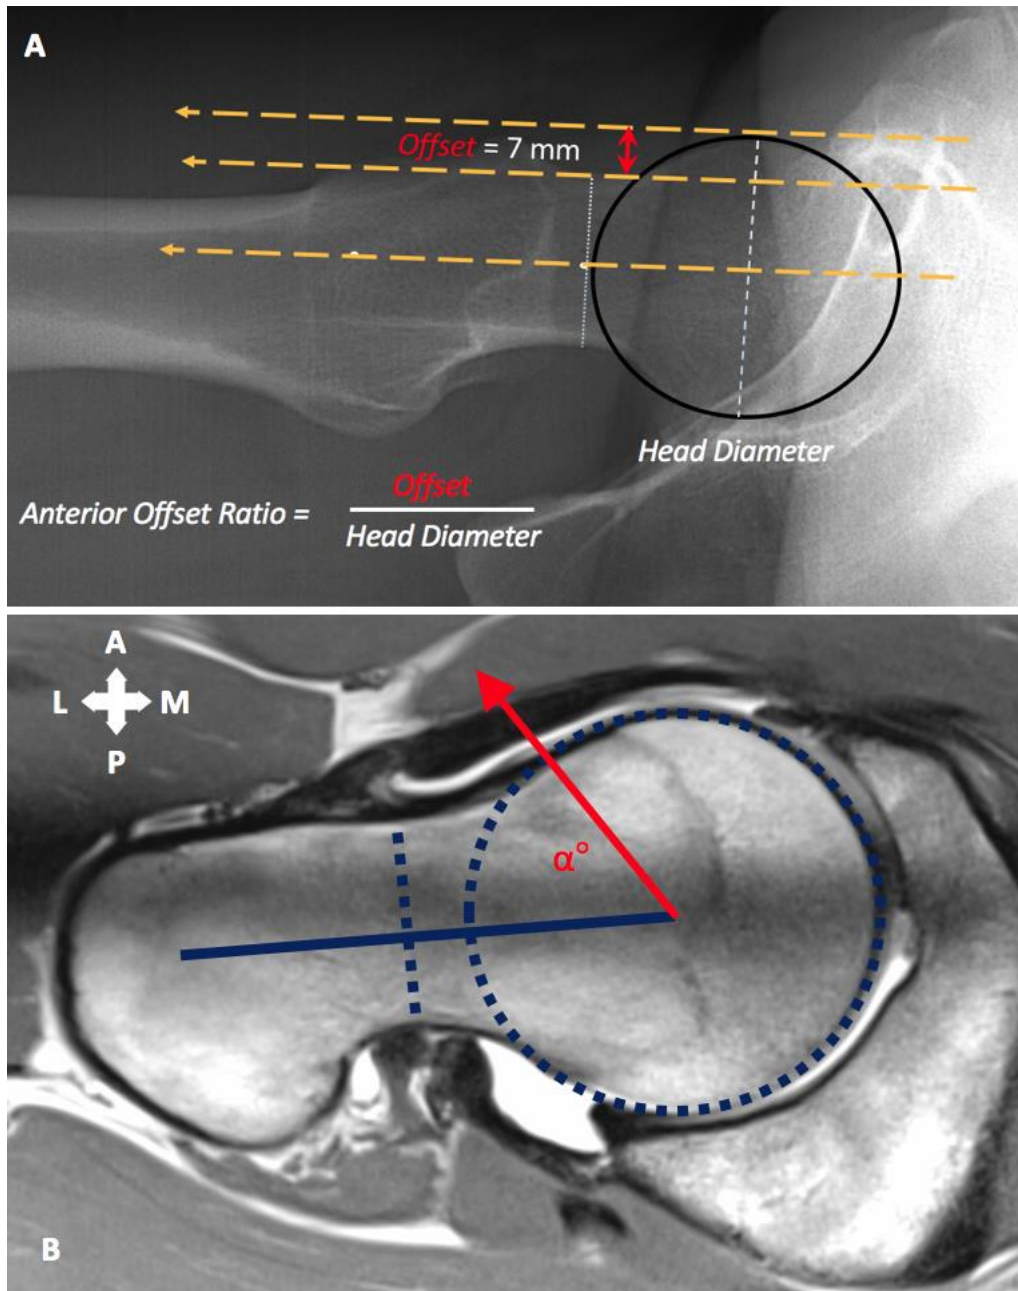 A
Offset = 7 mm
Head Diameter
Anterior Offset Ratio = Offset
Head Diameter
A
L M
P
α°
B